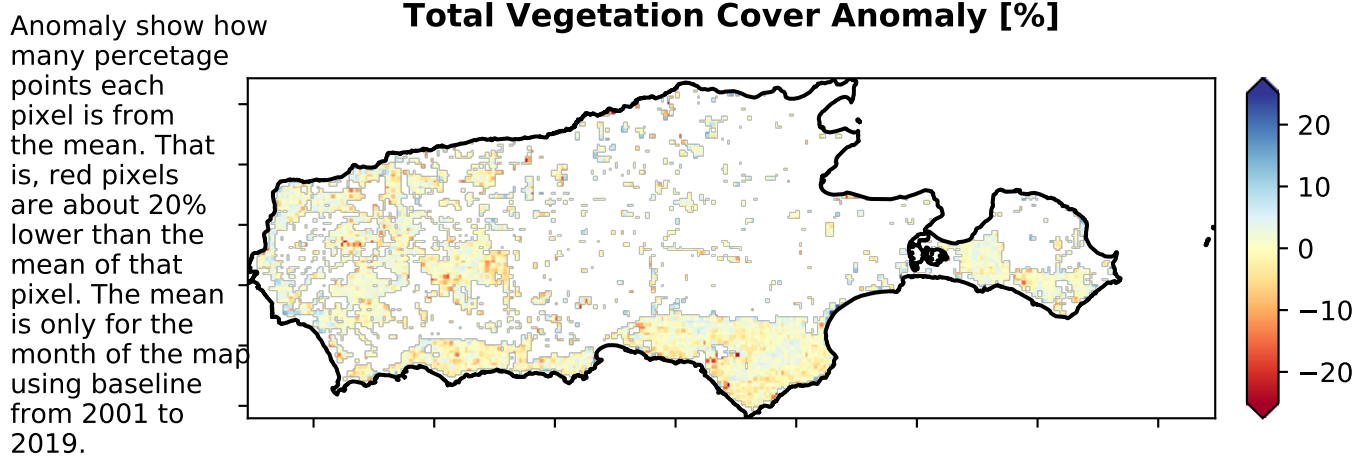 Total Vegetation Cover Anomaly [%]
Anomaly show how
many percetage
points each
pixel is from
the mean. That
is, red pixels
are about 20%
lower than the
mean of that
pixel. The mean
is only for the
month of the map
using baseline
from 2001 to
2019.
20
10
0
−10
−20